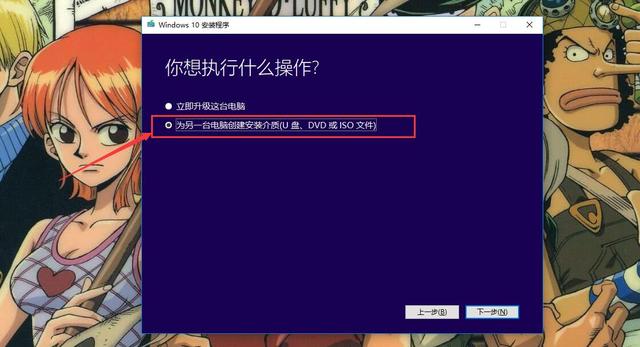 MONKEY D. LUFFY
Windows 10 安装程序
你想执行什么操作?
立即升级这台电脑
为另一台电脑创建安装介质(U 盘、DVD 或 ISO 文件)
上一步(B)
下一步(N)